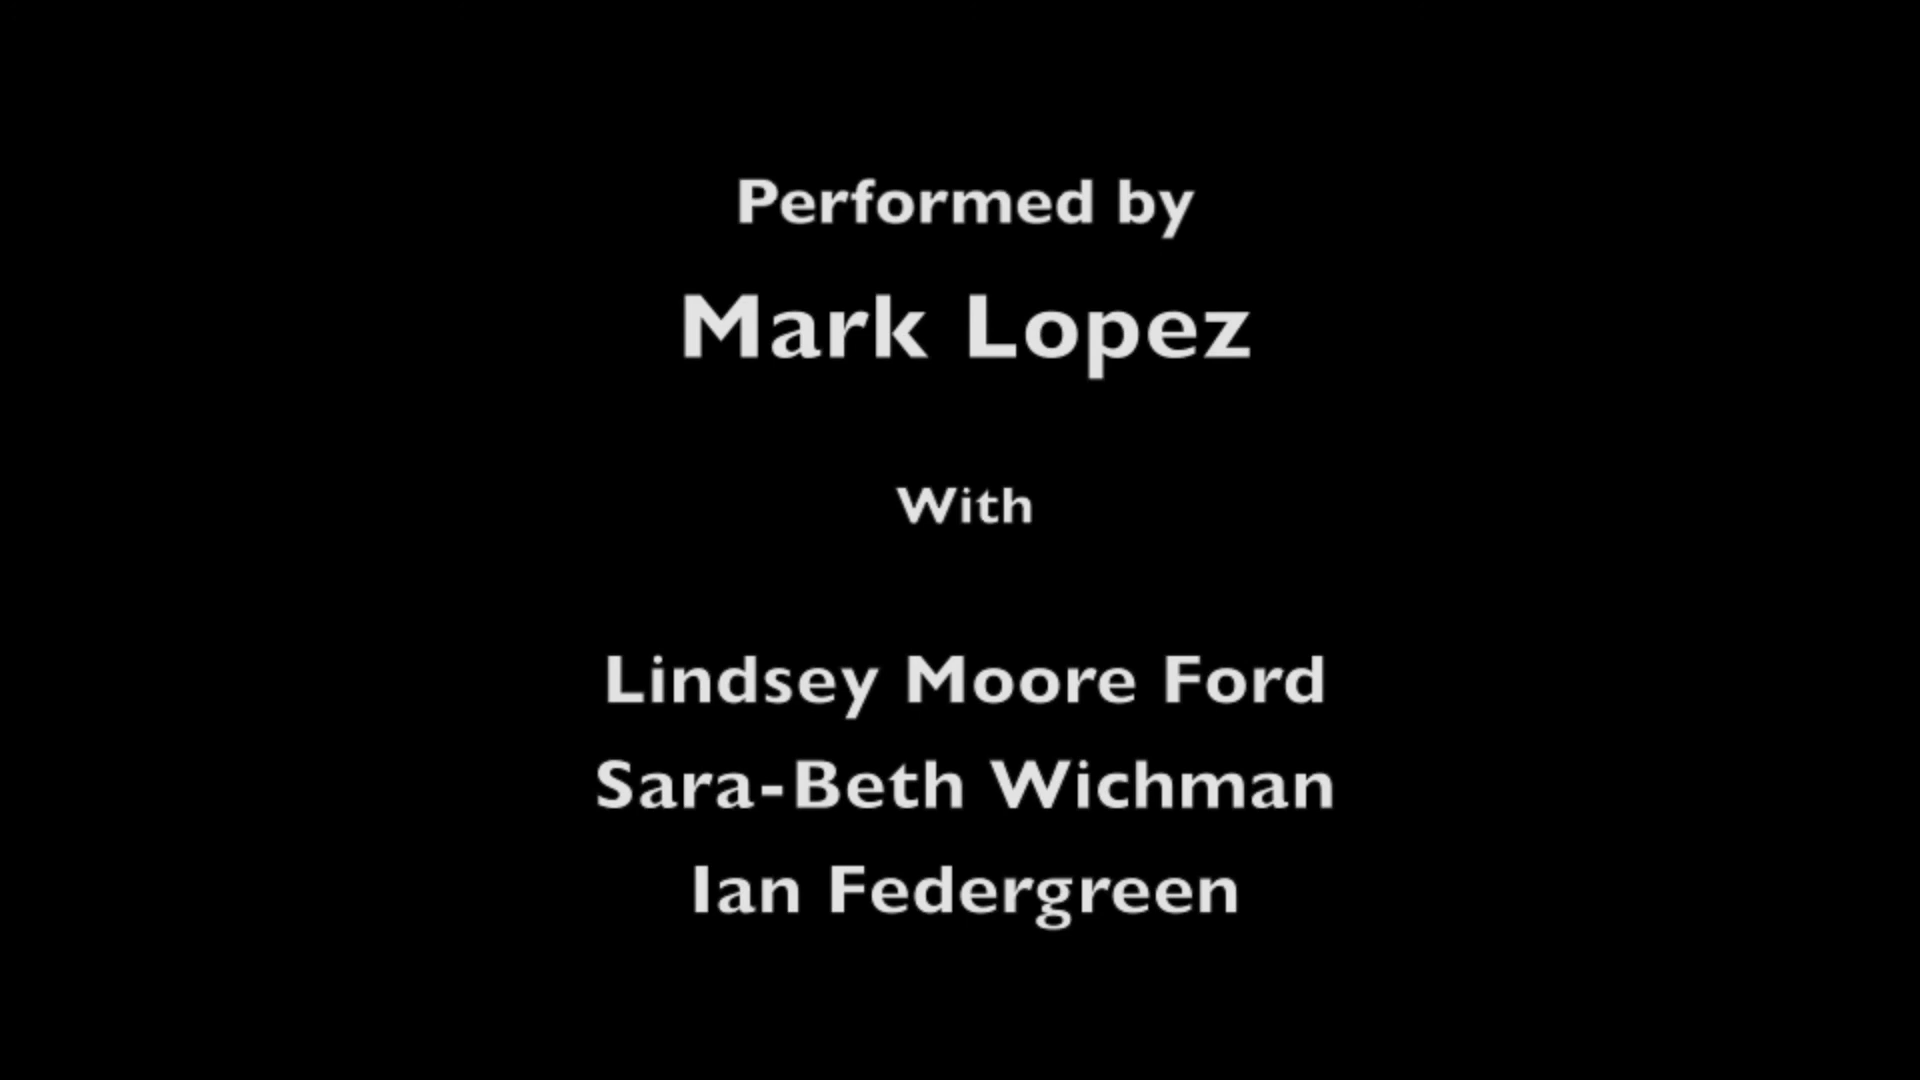 Performed by
Mark Lopez
With
Lindsey Moore Ford
Sara-Beth Wichman
Ian Federgreen